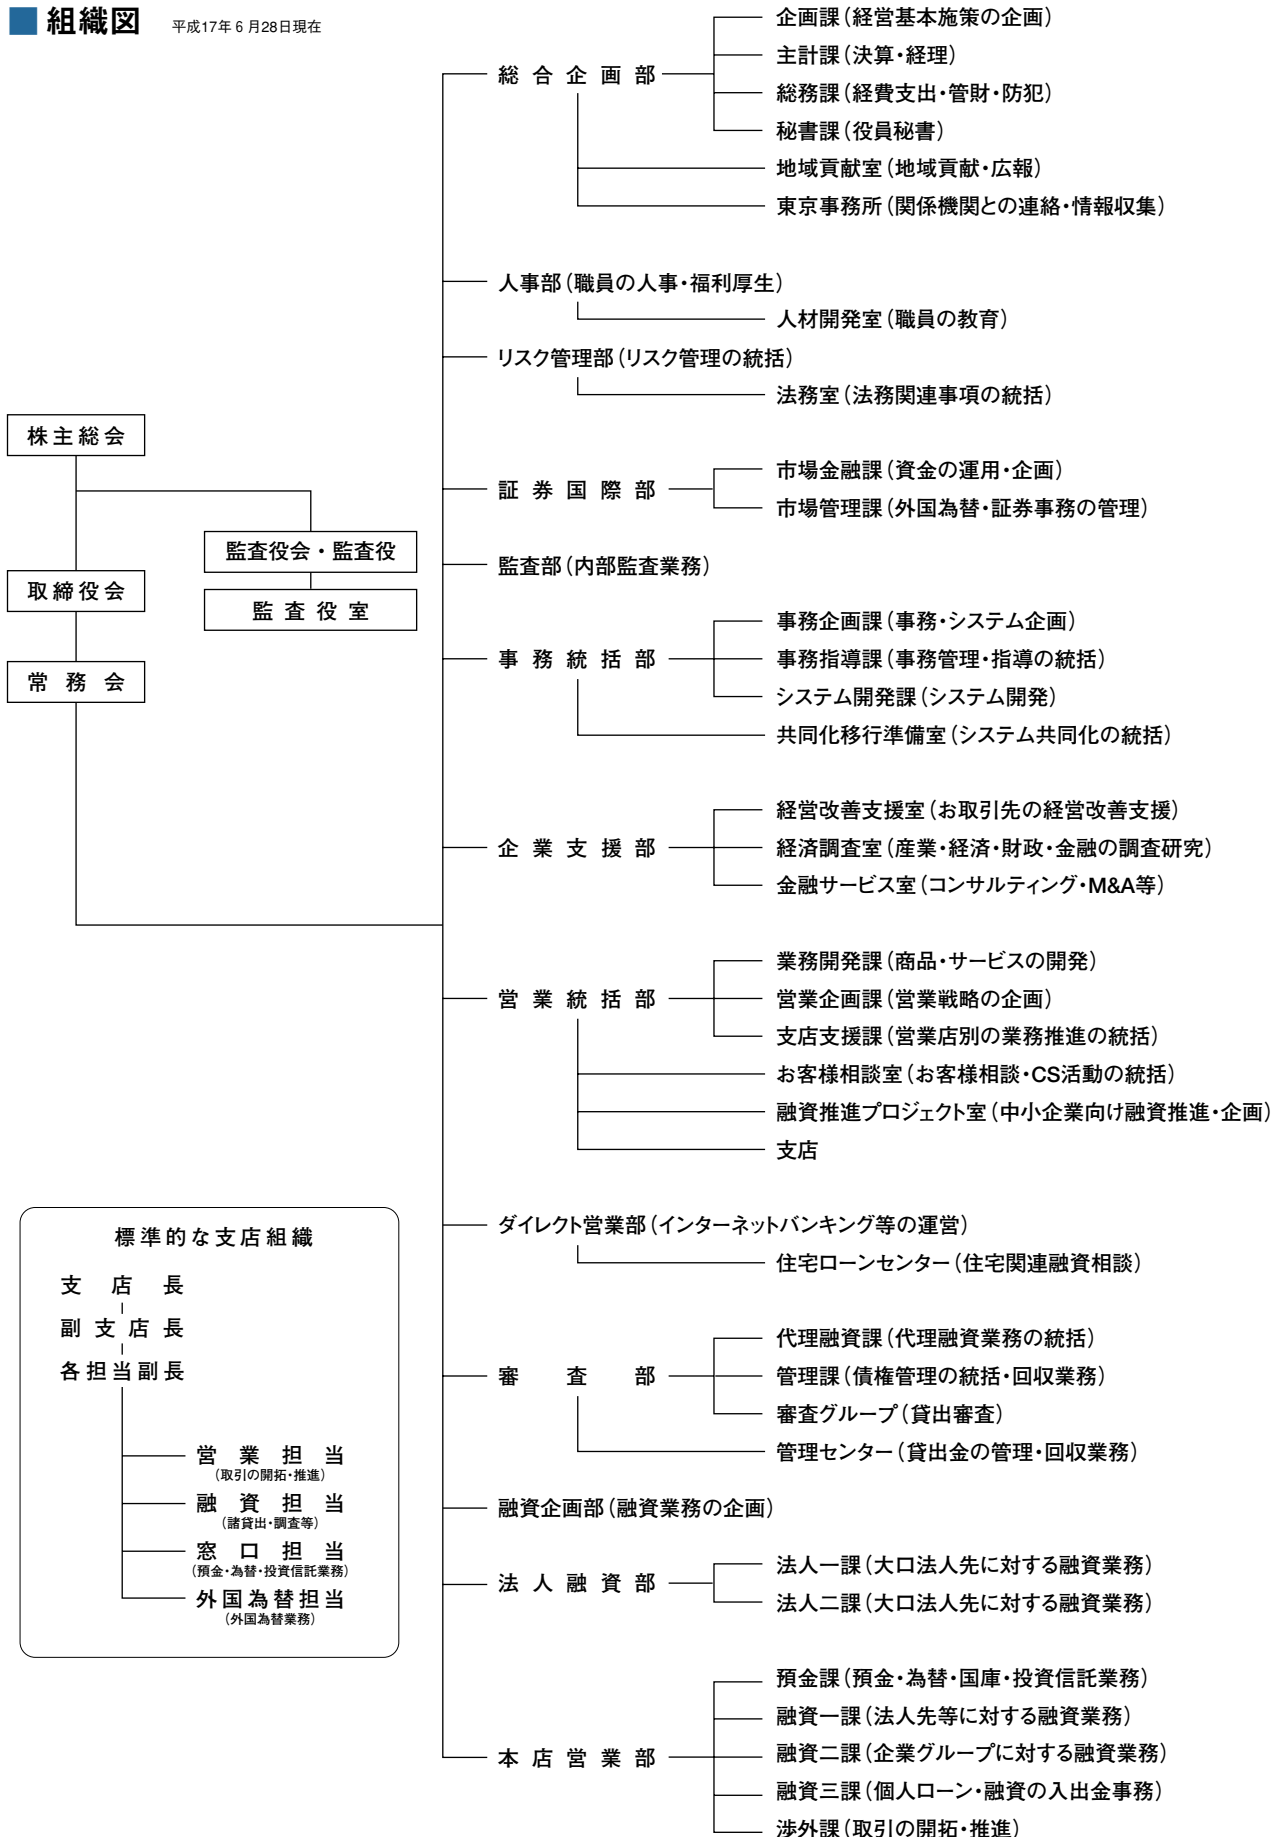 組織図 平成17年6月28日現在
総合企画部
企画課(経営基本施策の企画)
主計課(決算・経理)
総務課(経費支出・管財・防犯)
秘書課(役員秘書)
地域貢献室(地域貢献・広報)
東京事務所(関係機関との連絡・情報収集)
人事部(職員の人事・福利厚生)
人材開発室(職員の教育)
リスク管理部(リスク管理の統括)
法務室(法務関連事項の統括)
株主総会
監査役会・監査役
監査役室
取締役会
常務会
証券国際部
市場金融課(資金の運用・企画)
市場管理課(外国為替・証券事務の管理)
監査部(内部監査業務)
事務統括部
事務企画課(事務・システム企画)
事務指導課(事務管理・指導の統括)
システム開発課(システム開発)
共同化移行準備室(システム共同化の統括)
企業支援部
経営改善支援室(お取引先の経営改善支援)
経済調査室(産業・経済・財政・金融の調査研究)
金融サービス室(コンサルティング・M&A等)
営業統括部
業務開発課(商品・サービスの開発)
営業企画課(営業戦略の企画)
支店支援課(営業店別の業務推進の統括)
お客様相談室(お客様相談・CS活動の統括)
融資推進プロジェクト室(中小企業向け融資推進・企画)
支店
ダイレクト営業部(インターネットバンキング等の運営)
住宅ローンセンター(住宅関連融資相談)
審査部
代理融資課(代理融資業務の統括)
管理課(債権管理の統括・回収業務)
審査グループ(貸出審査)
管理センター(貸出金の管理・回収業務)
融資企画部(融資業務の企画)
法人融資部
法人一課(大口法人先に対する融資業務)
法人二課(大口法人先に対する融資業務)
本店営業部
預金課(預金・為替・国庫・投資信託業務)
融資一課(法人先等に対する融資業務)
融資二課(企業グループに対する融資業務)
融資三課(個人ローン・融資の入出金事務)
渉外課(取引の開拓・推進)
標準的な支店組織
支店長
副支店長
各担当副長
営業担当
(取引の開拓・推進)
融資担当
(諸貸出・調査等)
窓口担当
(預金・為替・投資信託業務)
外国為替担当
(外国為替業務)